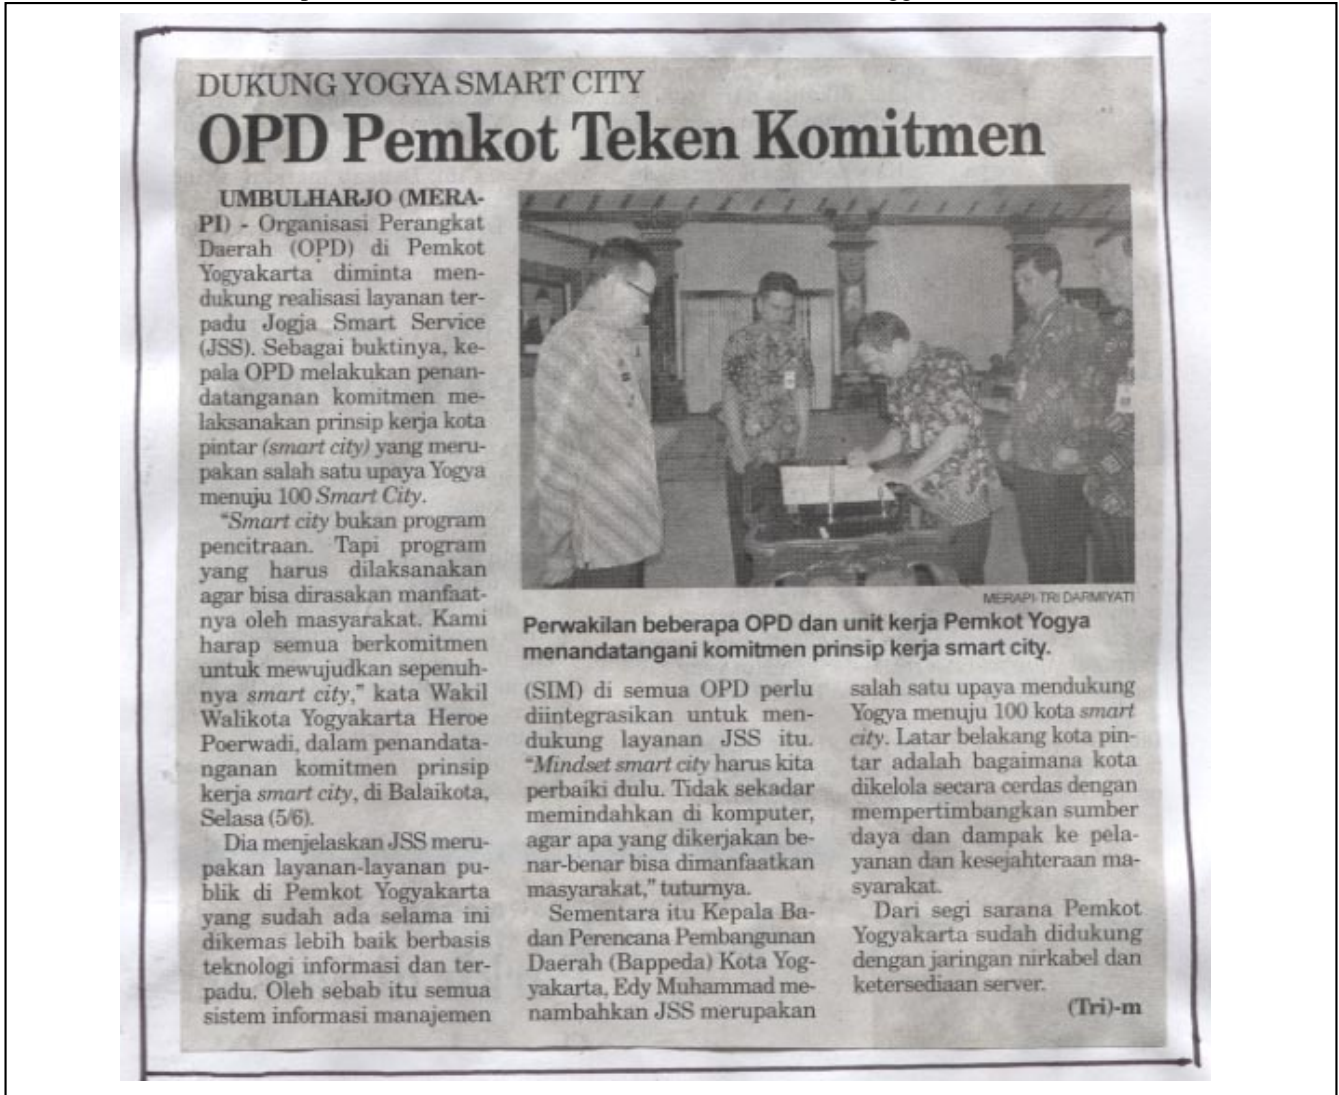 DUKUNG YOGYA SMART CITY
OPD Pemkot Teken Komitmen
UMBULHARJO (MERA-
PI) - Organisasi Perangkat
Daerah (OPD) di Pemkot
Yogyakarta diminta men-
dukung realisasi layanan ter-
padu Jogja Smart Service
(JSS). Sebagai buktinya, ke-
pala OPD melakukan penan-
datanganan komitmen me-
laksanakan prinsip kerja kota
pintar (smart city) yang meru-
pakan salah satu upaya Yogya
menuju 100 Smart City.
"Smart city bukan program
pencitraan. Tapi program
yang harus dilaksanakan
agar bisa dirasakan manfaat-
nya oleh masyarakat. Kami
harap semua berkomitmen
untuk mewujudkan sepenuh-
nya smart city," kata Wakil
Walikota Yogyakarta Heroe
Poerwadi, dalam penandata-
nganan komitmen prinsip
kerja smart city, di Balaikota,
Selasa (5/6).
Dia menjelaskan JSS meru-
pakan layanan-layanan pu-
blik di Pemkot Yogyakarta
yang sudah ada selama ini
dikemas lebih baik berbasis
teknologi informasi dan ter-
padu. Oleh sebab itu semua
sistem informasi manajemen
MERAPI-TRI DARMIYATI
Perwakilan beberapa OPD dan unit kerja Pemkot Yogya
menandatangani komitmen prinsip kerja smart city.
(SIM) di semua OPD perlu
diintegrasikan untuk men-
dukung layanan JSS itu.
"Mindset smart city harus kita
perbaiki dulu. Tidak sekadar
memindahkan di komputer,
agar apa yang dikerjakan be-
nar-benar bisa dimanfaatkan
masyarakat," tuturnya.
Sementara itu Kepala Ba-
dan Perencana Pembangunan
Daerah (Bappeda) Kota Yog-
yakarta, Edy Muhammad me-
nambahkan JSS merupakan
salah satu upaya mendukung
Yogya menuju 100 kota smart
city. Latar belakang kota pin-
tar adalah bagaimana kota
dikelola secara cerdas dengan
mempertimbangkan sumber
daya dan dampak ke pela-
yanan dan kesejahteraan ma-
syarakat.
Dari segi sarana Pemkot
Yogyakarta sudah didukung
dengan jaringan nirkabel dan
ketersediaan server.
(Tri)-m